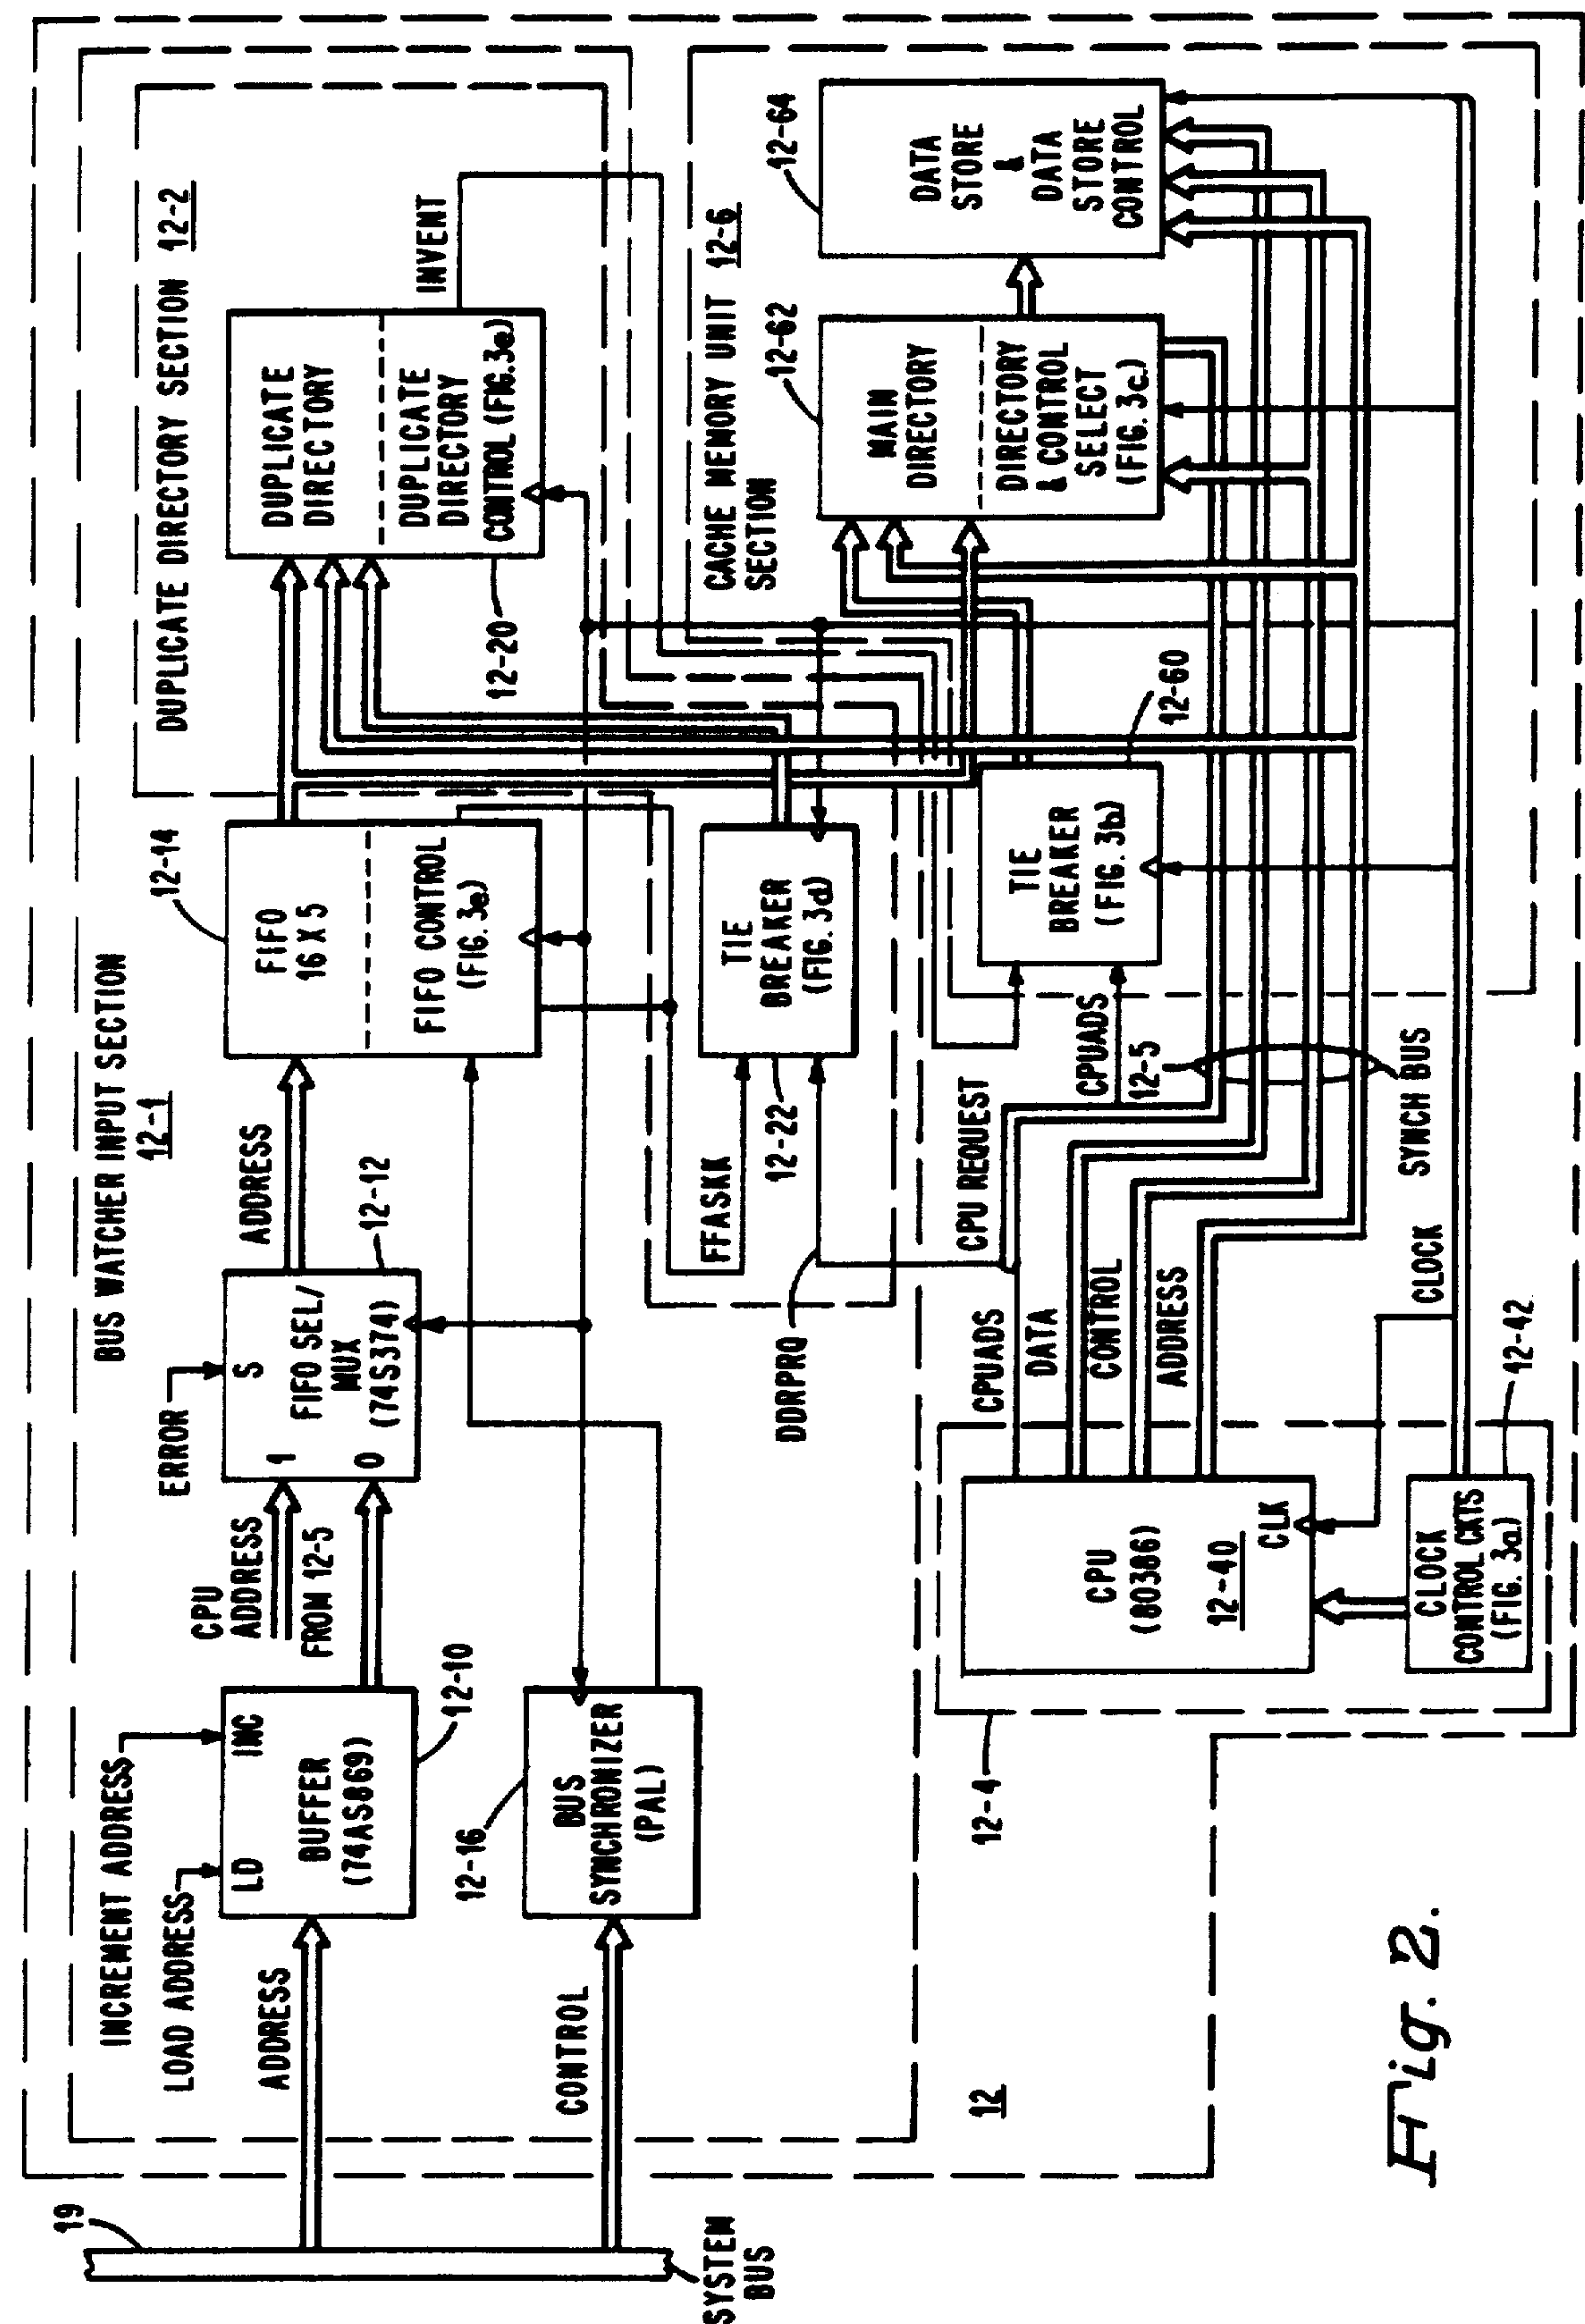 19
SYSTEM
BUS
INCREMENT ADDRESS
LOAD ADDRESS
ADDRESS
CONTROL
12
LD
INC
BUFFER
(74AS869)
12-10
12-16
BUS
SYNCHRONIZER
(PAL)
BUS WATCHER INPUT SECTION
12-1
CPU
ADDRESS
FROM 12-5
ERROR
S
1
0
FIFO SEL/
MUX
(74S374)
12-12
ADDRESS
12-14
FIFO
16 X 5
FIFO CONTROL
(FIG. 3e)
FFASKK
12-22
TIE
BREAKER
(FIG. 3d)
DDRPRQ
DUPLICATE DIRECTORY SECTION 12-2
DUPLICATE
DIRECTORY
DUPLICATE
DIRECTORY
CONTROL (FIG.3e)
12-20
INVENT
CACHE MEMORY UNIT 12-6
SECTION
12-62
MAIN
DIRECTORY
DIRECTORY
& CONTROL
SELECT
(FIG. 3c.)
12-64
DATA
STORE
&
DATA
STORE
CONTROL
12-60
TIE
BREAKER
(FIG. 3b)
CPU REQUEST
CPUADS
12-5
SYNCH BUS
CPUADS
DATA
CONTROL
ADDRESS
CLOCK
12-4
CPU
(80386)
12-40
CLK
CLOCK
CONTROL CKTS
(FIG. 3a)
12-42
Fig. 2.